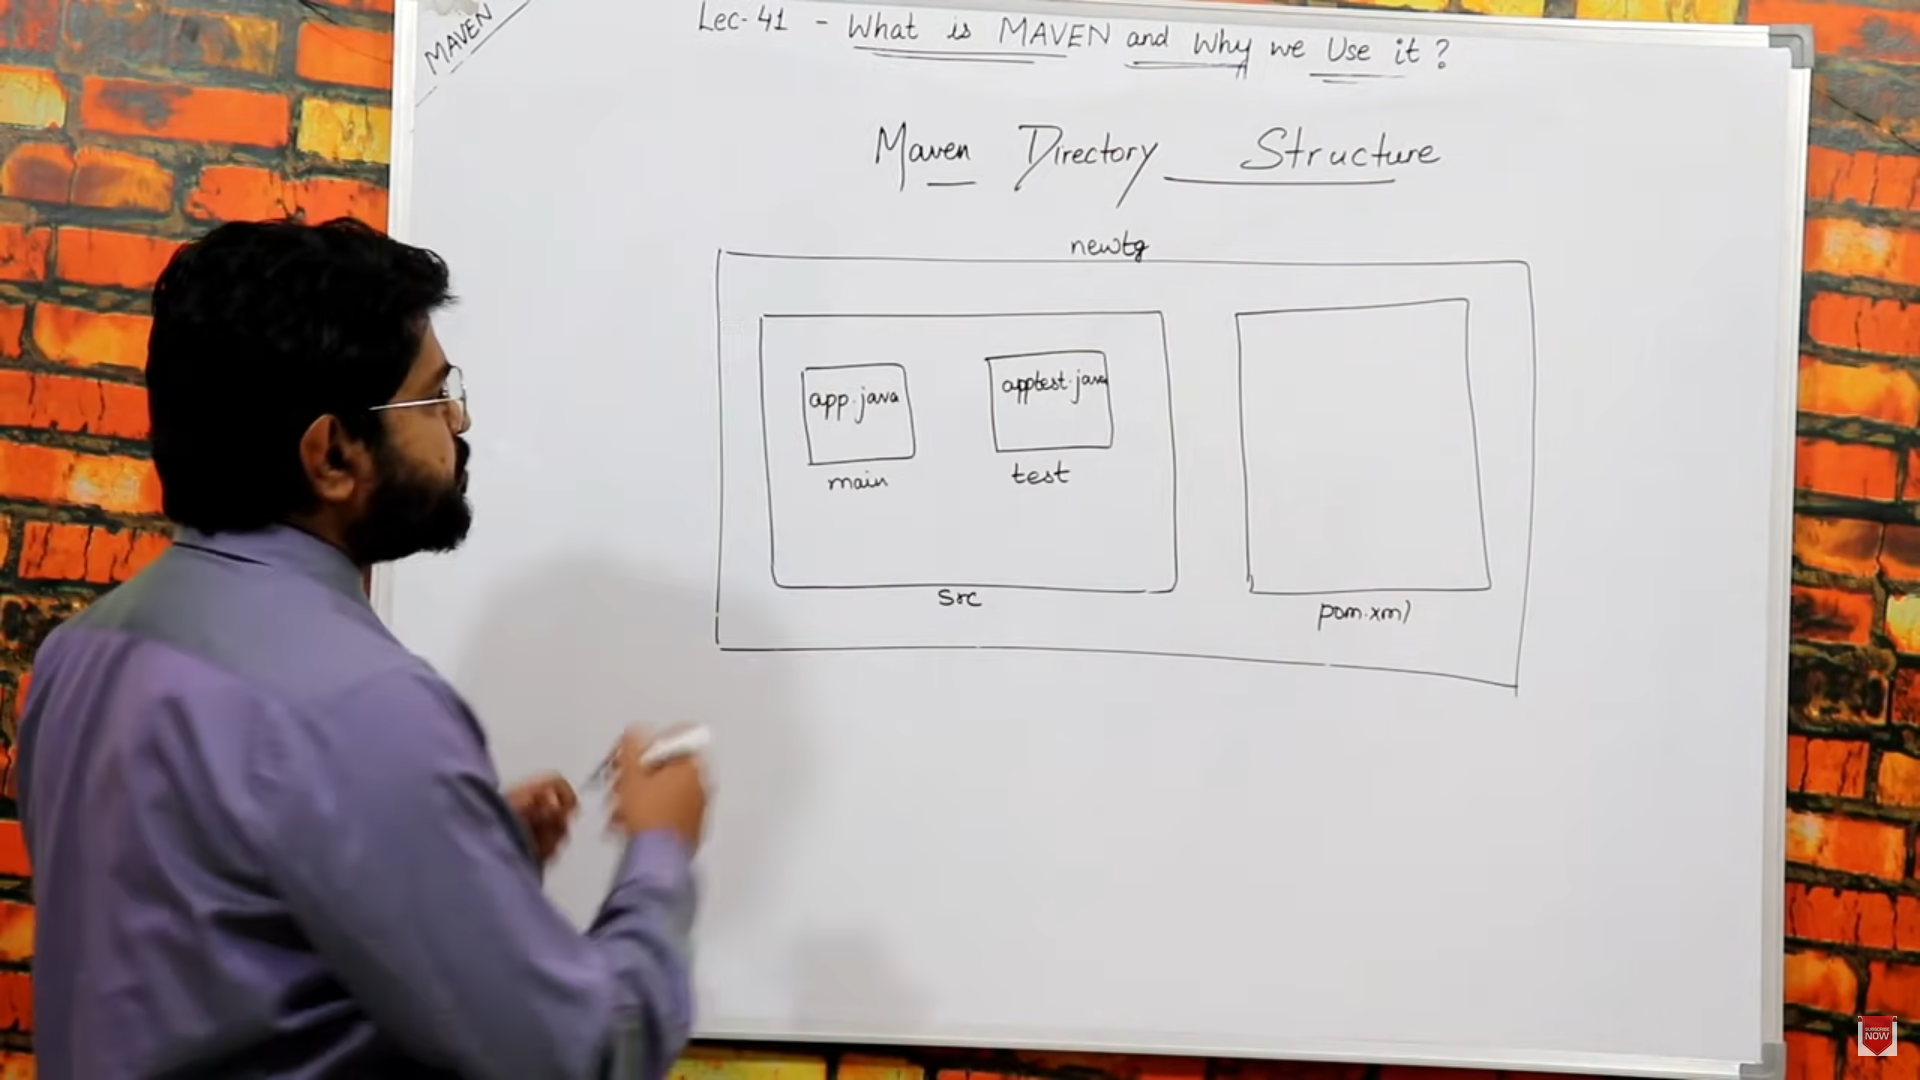 MAVEN
Lec-41 - What is MAVEN and Why we Use it?
Maven Directory Structure
newtg
app.java
apptest.java
main
test
src
pom.xml
SUBSCRIBE
NOW